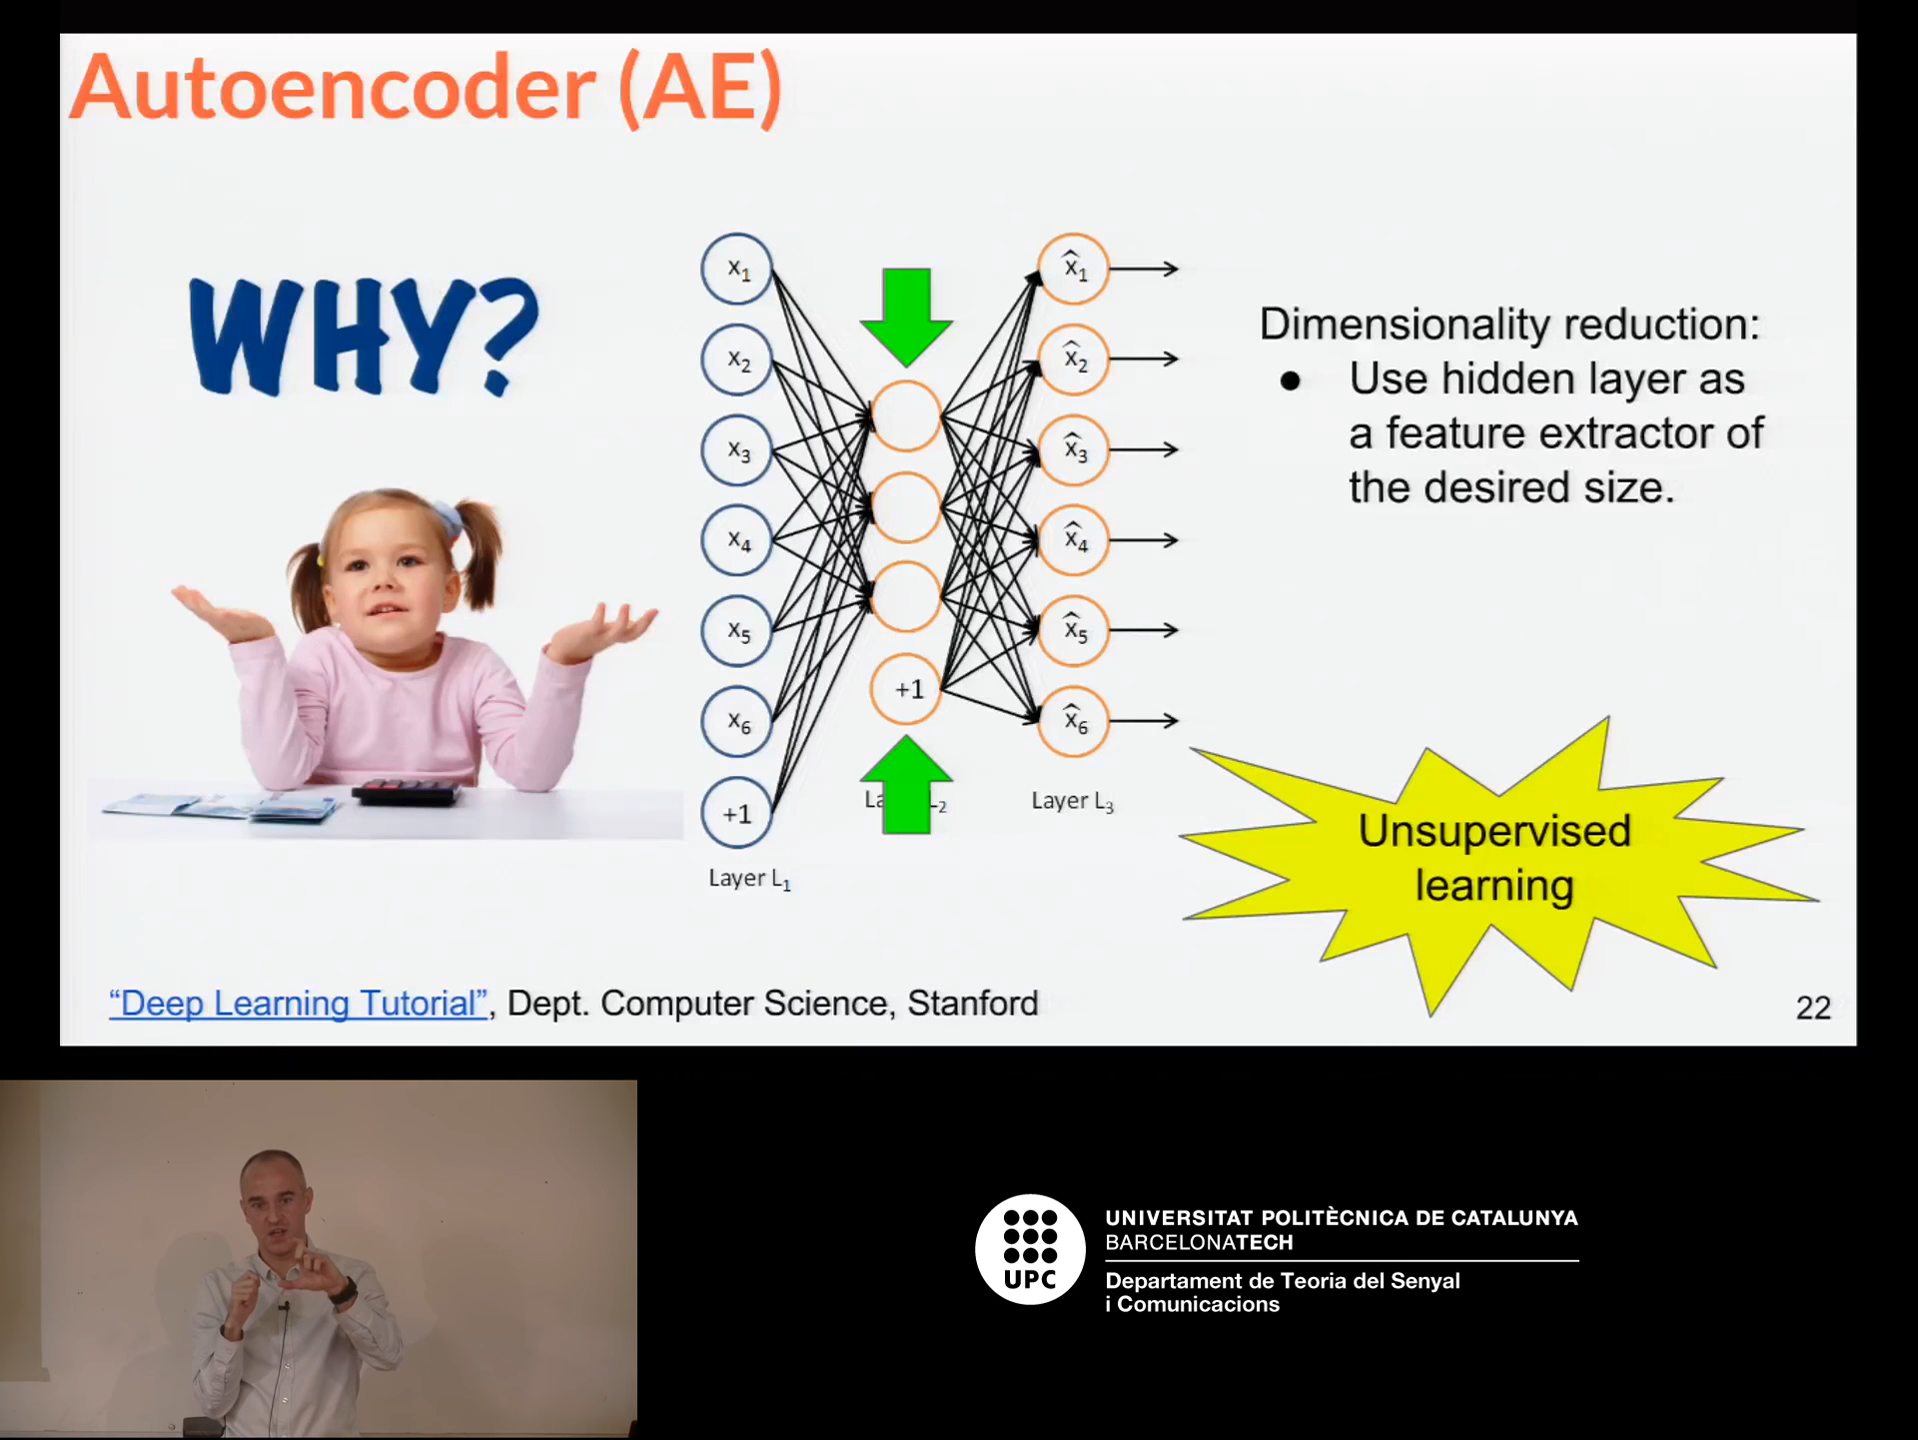 Autoencoder (AE)
WHY?
x1
x2
x3
x4
x5
x6
+1
Layer L1
+1
L2
x̂1
x̂2
x̂3
x̂4
x̂5
x̂6
Layer L3
Dimensionality reduction:
● Use hidden layer as
a feature extractor of
the desired size.
Unsupervised
learning
“Deep Learning Tutorial”, Dept. Computer Science, Stanford
22
UPC
UNIVERSITAT POLITÈCNICA DE CATALUNYA
BARCELONATECH
Departament de Teoria del Senyal
i Comunicacions